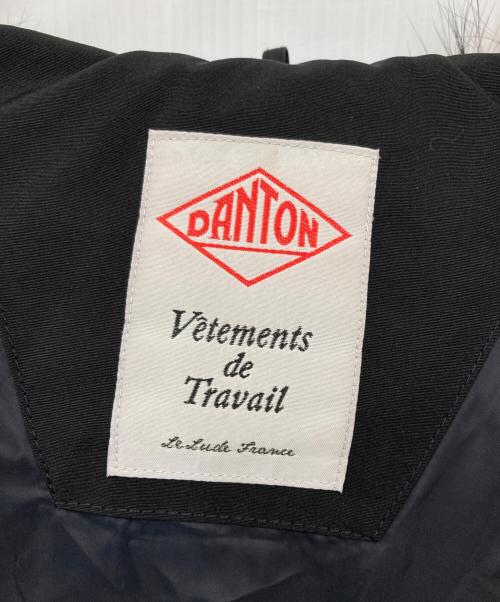 DANTON
Vêtements
de
Travail
Le Lude France